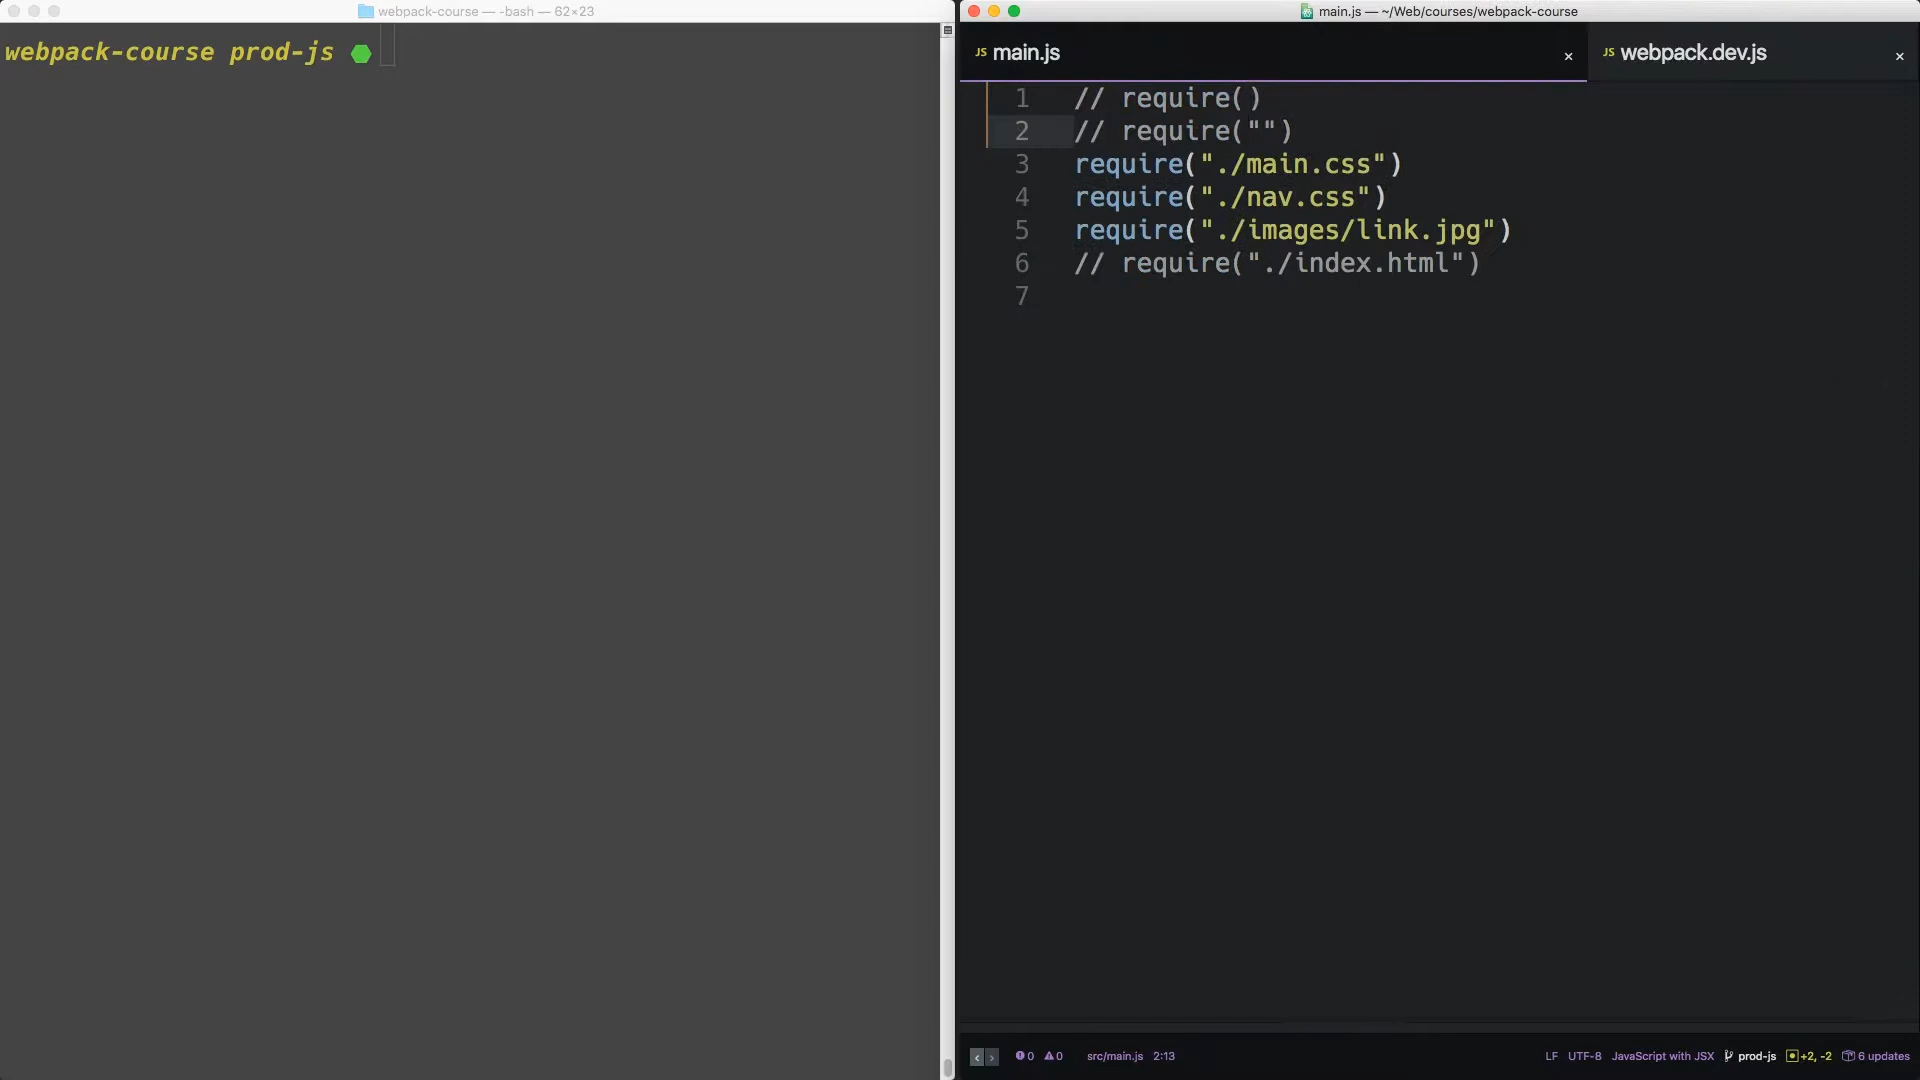 webpack-course — -bash — 62×23
webpack-course prod-js
main.js — ~/Web/courses/webpack-course
JS main.js ×
JS webpack.dev.js ×
1 // require()
2 // require("")
3 require("./main.css")
4 require("./nav.css")
5 require("./images/link.jpg")
6 // require("./index.html")
7
‹ › 0 0 src/main.js 2:13 LF UTF-8 JavaScript with JSX prod-js +2, -2 6 updates